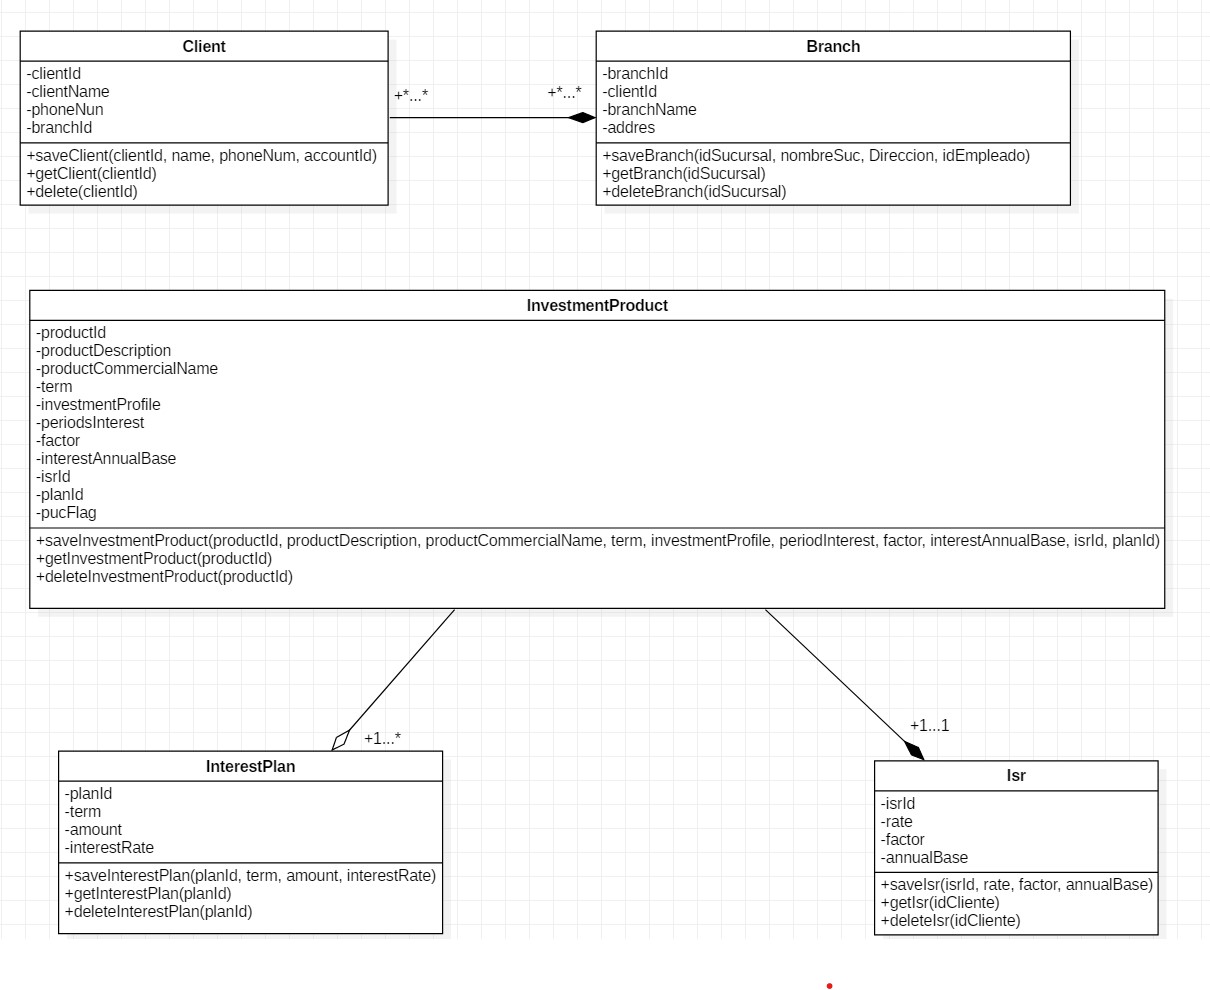 Client
-clientId
-clientName
-phoneNun
-branchId
+saveClient(clientId, name, phoneNum, accountId)
+getClient(clientId)
+delete(clientId)
+*...*
+*...*
Branch
-branchId
-clientId
-branchName
-addres
+saveBranch(idSucursal, nombreSuc, Direccion, idEmpleado)
+getBranch(idSucursal)
+deleteBranch(idSucursal)
InvestmentProduct
-productId
-productDescription
-productCommercialName
-term
-investmentProfile
-periodsInterest
-factor
-interestAnnualBase
-isrId
-planId
-pucFlag
+saveInvestmentProduct(productId, productDescription, productCommercialName, term, investmentProfile, periodInterest, factor, interestAnnualBase, isrId, planId)
+getInvestmentProduct(productId)
+deleteInvestmentProduct(productId)
+1...*
+1...1
InterestPlan
-planId
-term
-amount
-interestRate
+saveInterestPlan(planId, term, amount, interestRate)
+getInterestPlan(planId)
+deleteInterestPlan(planId)
Isr
-isrId
-rate
-factor
-annualBase
+saveIsr(isrId, rate, factor, annualBase)
+getIsr(idCliente)
+deleteIsr(idCliente)